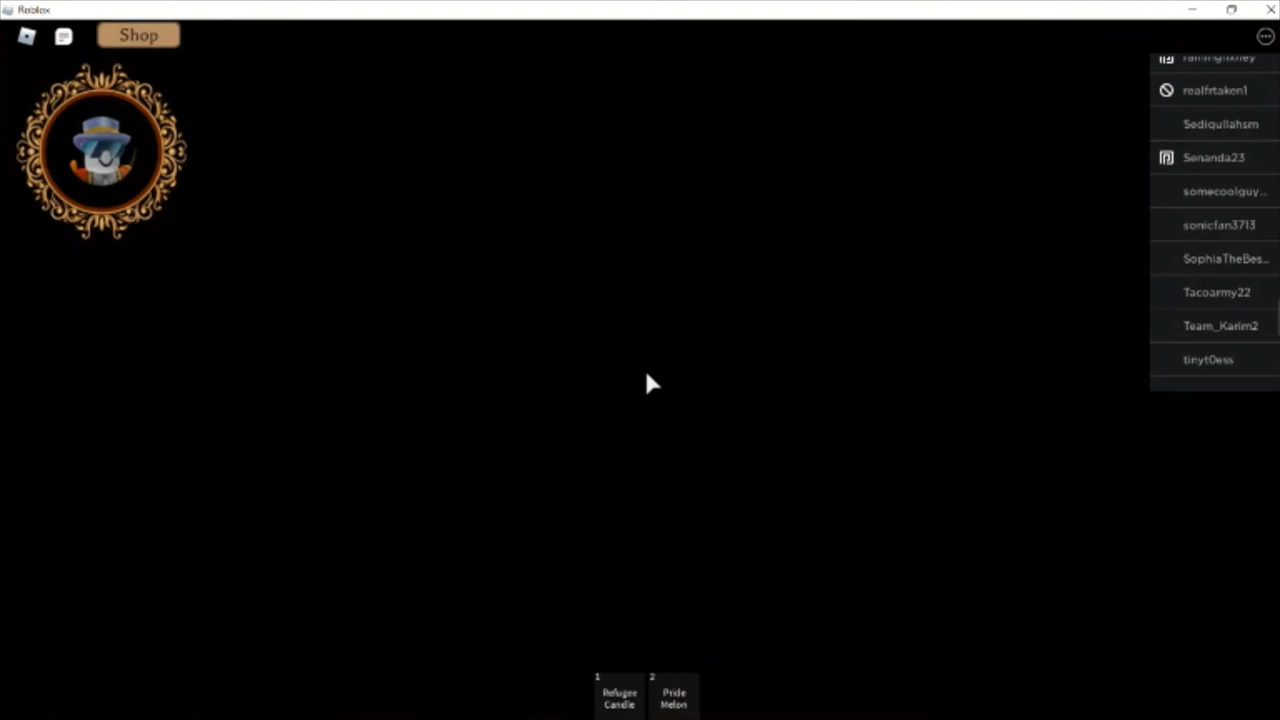 Roblox
Shop
realfrtaken1
Sediqullahsm
Senanda23
somecoolguy...
sonicfan3713
SophiaTheBes...
Tacoarmy22
Team_Karim2
tinyt0ess
1
Refugee
Candle
2
Pride
Melon